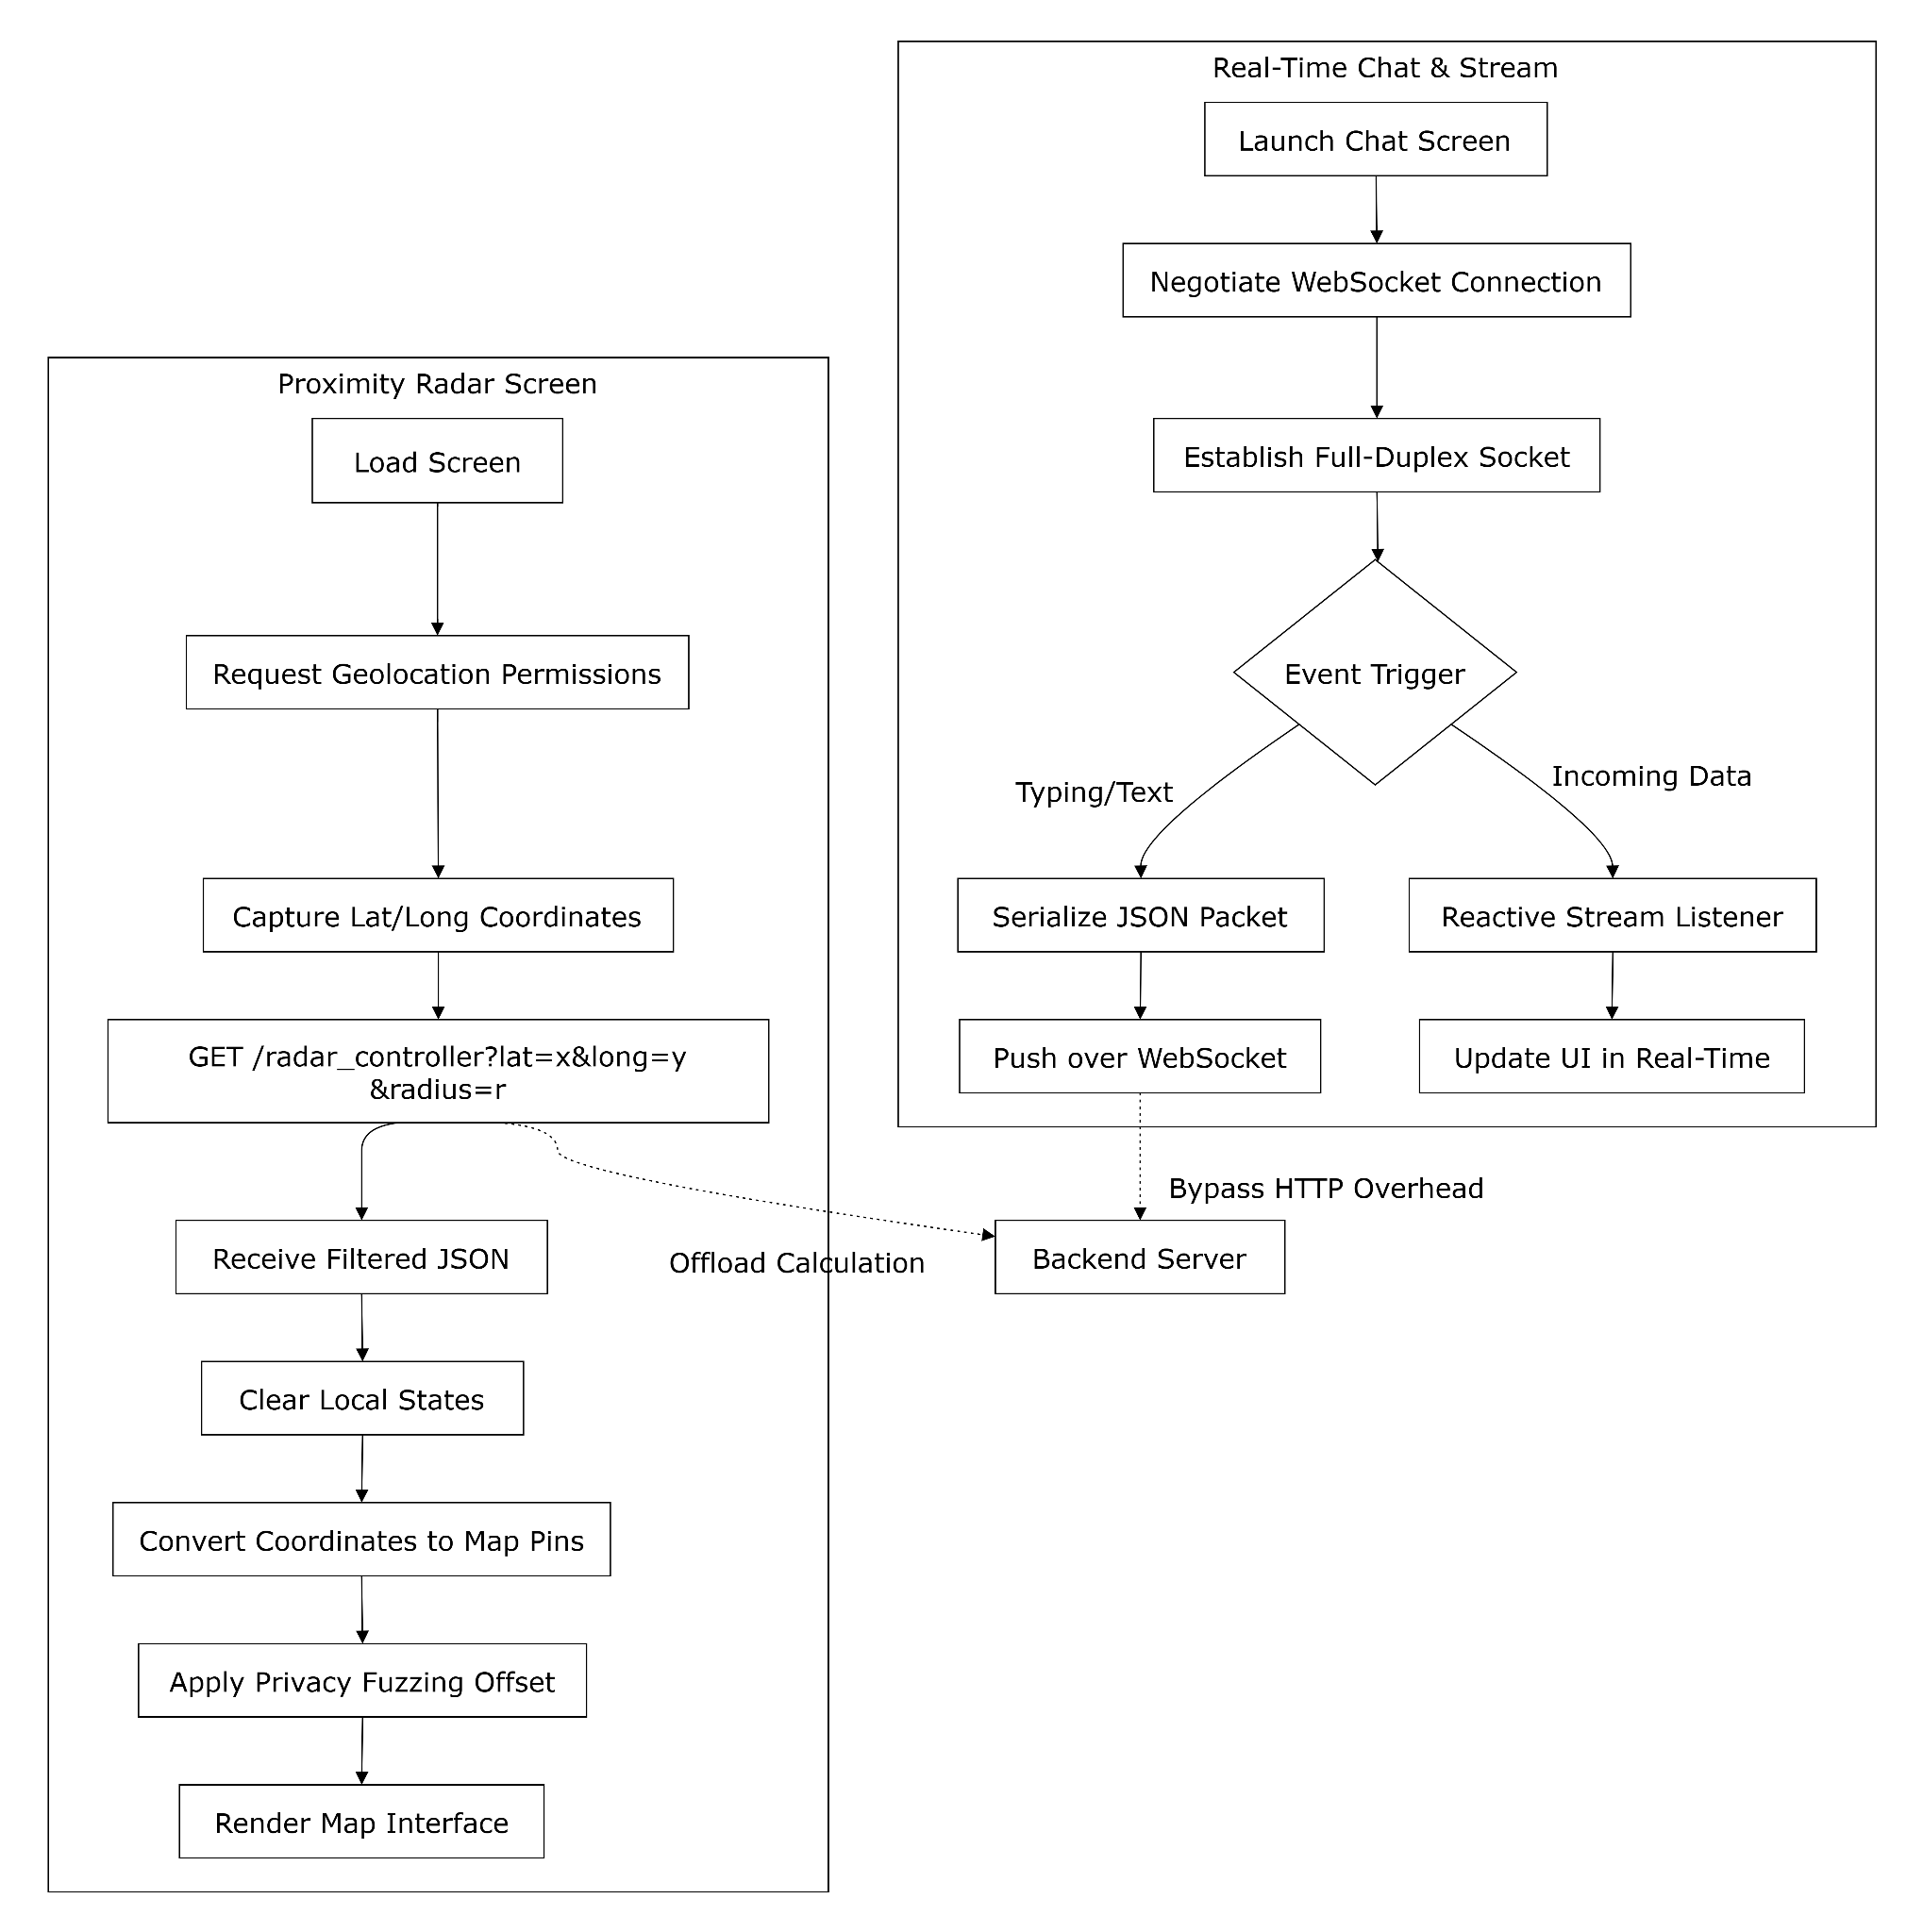 Real-Time Chat & Stream
Launch Chat Screen
Negotiate WebSocket Connection
Establish Full-Duplex Socket
Event Trigger
Typing/Text
Incoming Data
Serialize JSON Packet
Reactive Stream Listener
Push over WebSocket
Update UI in Real-Time
Bypass HTTP Overhead
Backend Server
Proximity Radar Screen
Load Screen
Request Geolocation Permissions
Capture Lat/Long Coordinates
GET /radar_controller?lat=x&long=y
&radius=r
Offload Calculation
Receive Filtered JSON
Clear Local States
Convert Coordinates to Map Pins
Apply Privacy Fuzzing Offset
Render Map Interface